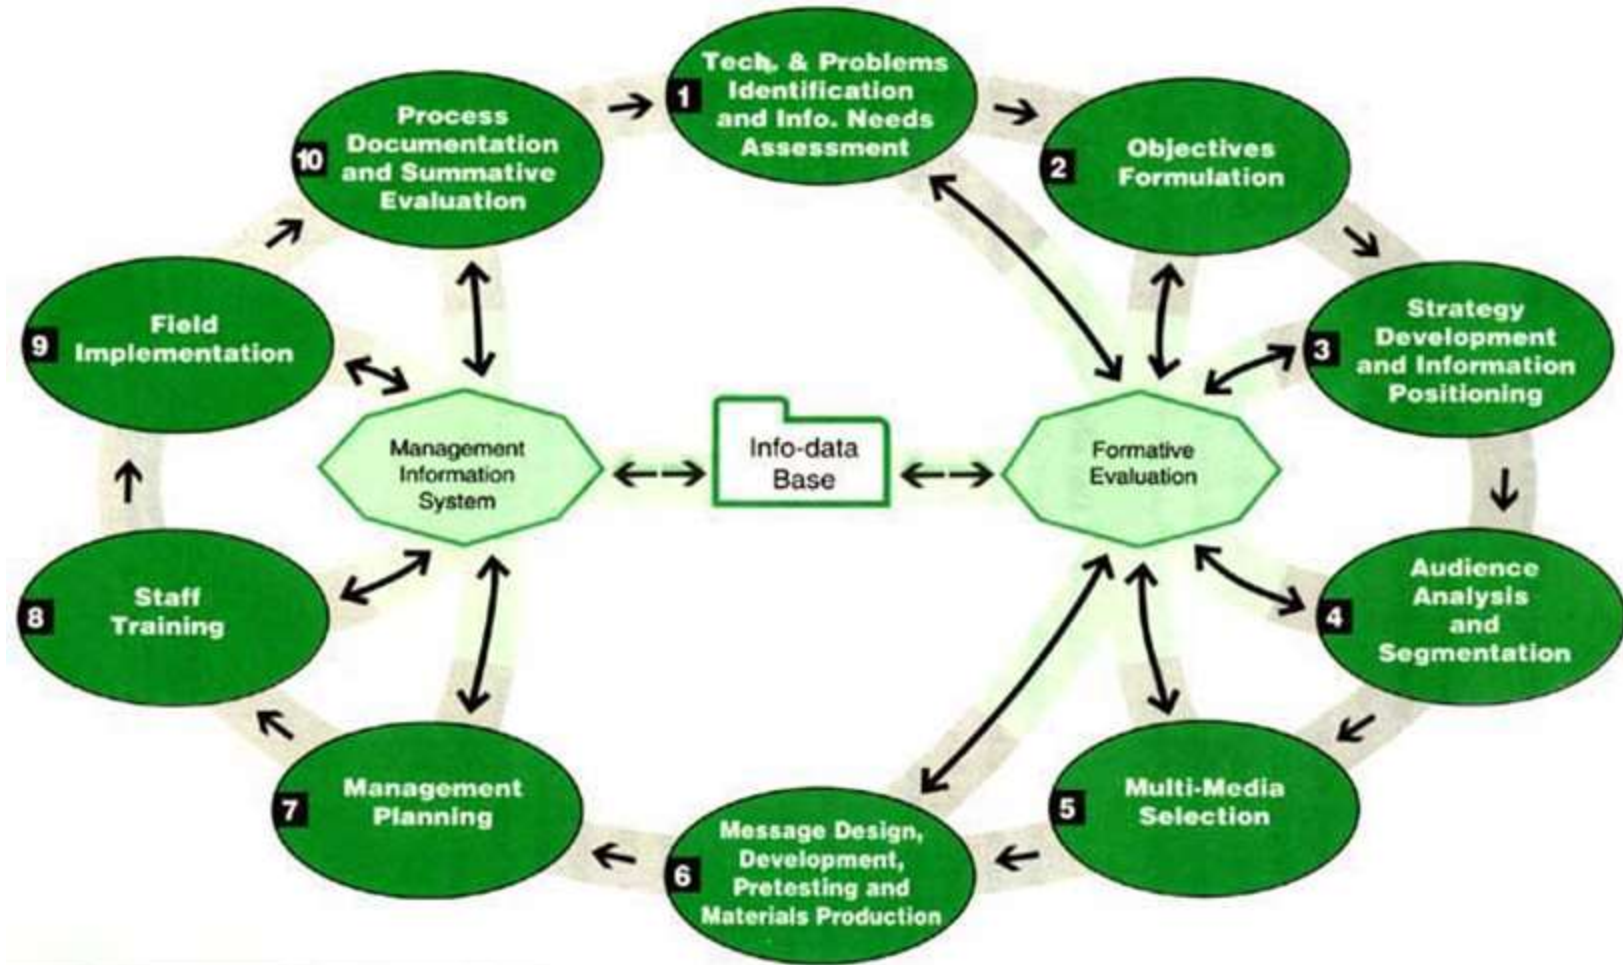 1
Tech. & Problems
Identification
and Info. Needs
Assessment
2
Objectives
Formulation
3
Strategy
Development
and Information
Positioning
4
Audience
Analysis
and
Segmentation
5
Multi-Media
Selection
6
Message Design,
Development,
Pretesting and
Materials Production
7
Management
Planning
8
Staff
Training
9
Field
Implementation
10
Process
Documentation
and Summative
Evaluation
Management
Information
System
Info-data
Base
Formative
Evaluation